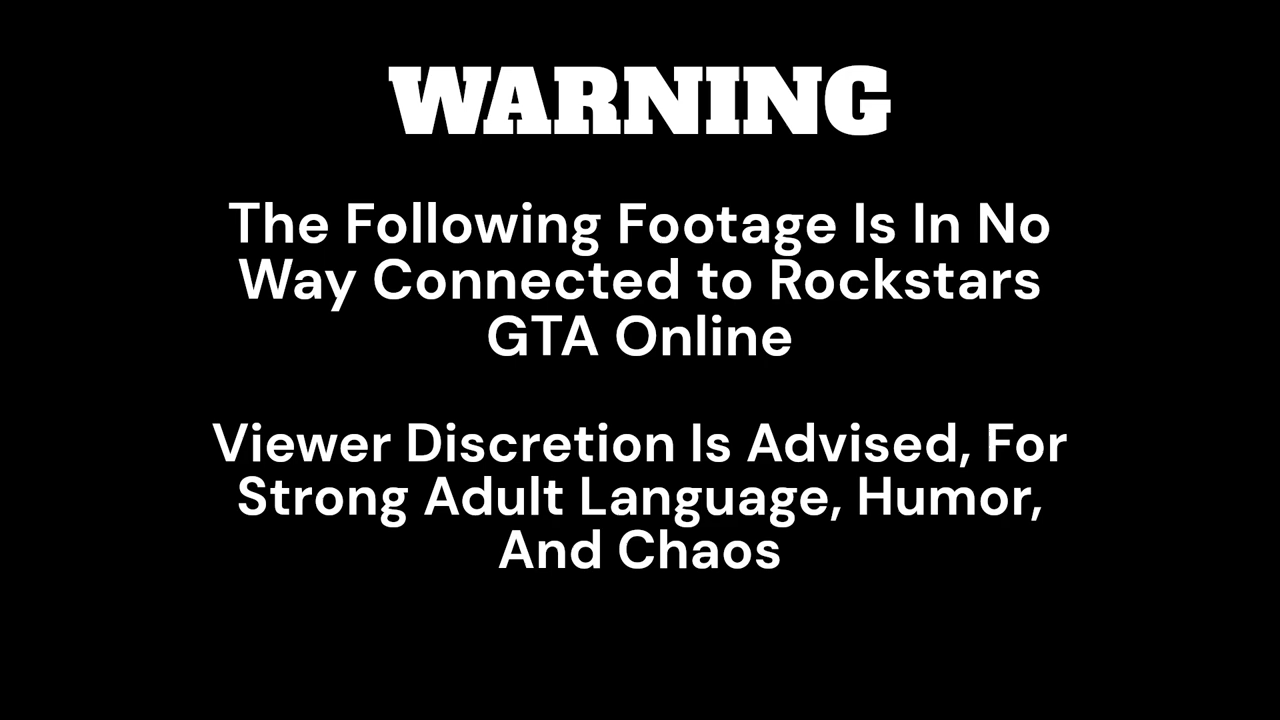 WARNING
The Following Footage Is In No
Way Connected to Rockstars
GTA Online
Viewer Discretion Is Advised, For
Strong Adult Language, Humor,
And Chaos